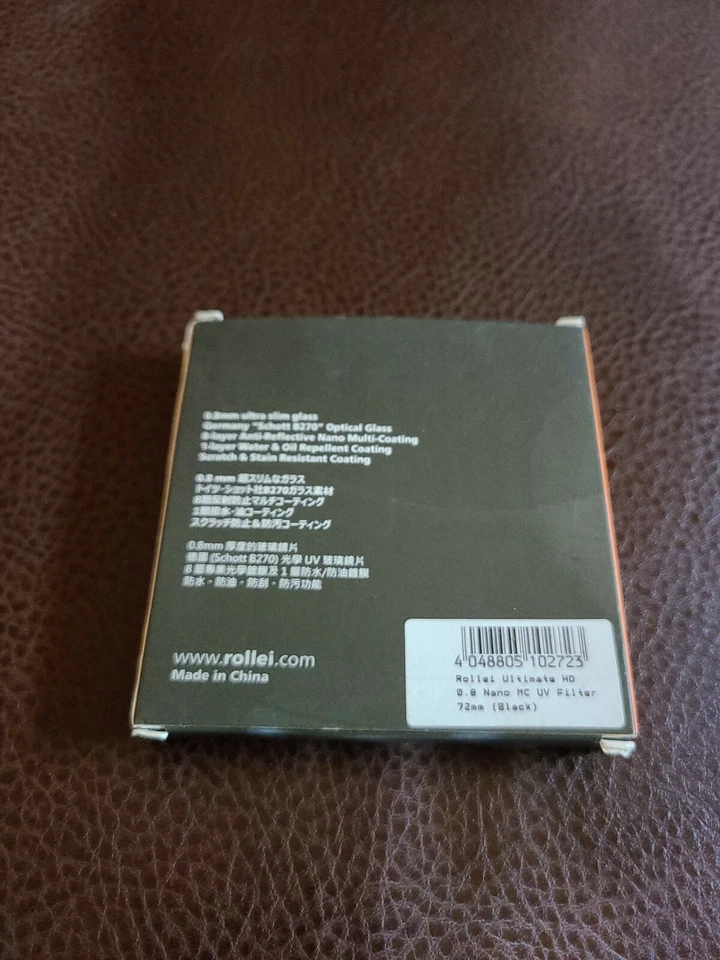 0.8mm ultra slim glass
Germany "Schott B270" Optical Glass
8-layer Anti-Reflective Nano Multi-Coating
1-layer Water & Oil Repellent Coating
Scratch & Stain Resistant Coating
0.8 mm 超スリムなガラス
ドイツ・ショット社B270ガラス素材
8層反射防止マルチコーティング
1層撥水・油コーティング
スクラッチ防止&防汚コーティング
0.8mm 厚度的玻璃鏡片
德國 (Schott B270) 光學 UV 玻璃鏡片
8 層專業光學鍍膜及 1 層防水/防油鍍膜
防水・防油・防刮・防污功能
www.rollei.com
Made in China
4 048805 102723
Rollei Ultimate HD
0.8 Nano MC UV Filter
72mm (Black)